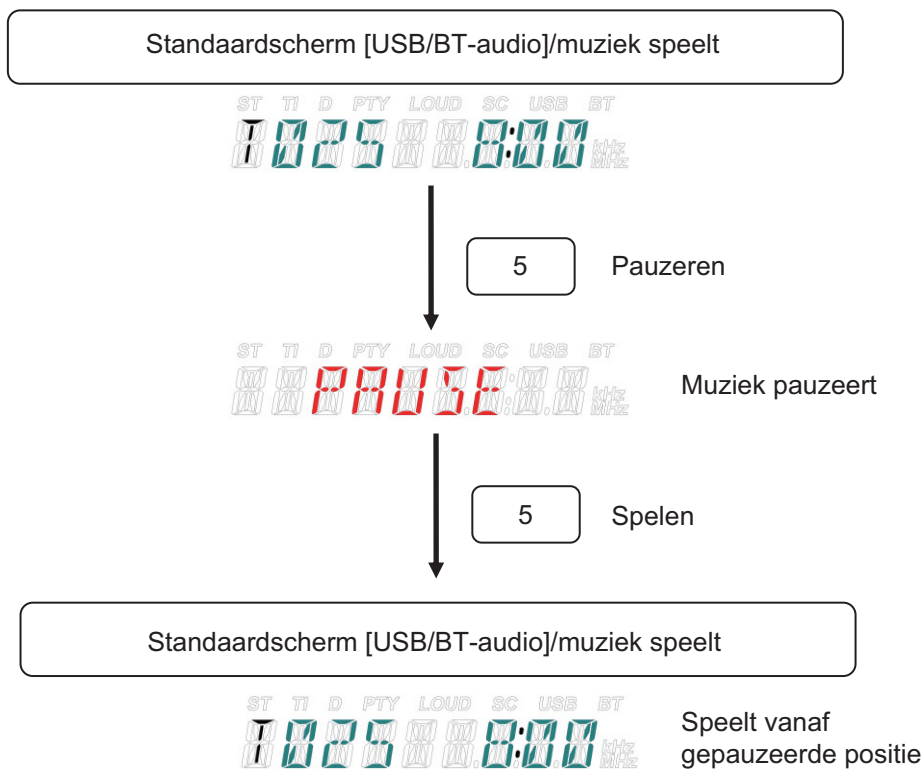 Standaardscherm [USB/BT-audio]/muziek speelt
ST TI D PTY LOUD SC USB BT
T025 8:00 kHz MHz
5 Pauzeren
ST TI D PTY LOUD SC USB BT
PAUSE kHz MHz
Muziek pauzeert
5 Spelen
Standaardscherm [USB/BT-audio]/muziek speelt
ST TI D PTY LOUD SC USB BT
T025 8:00 kHz MHz
Speelt vanaf
gepauzeerde positie